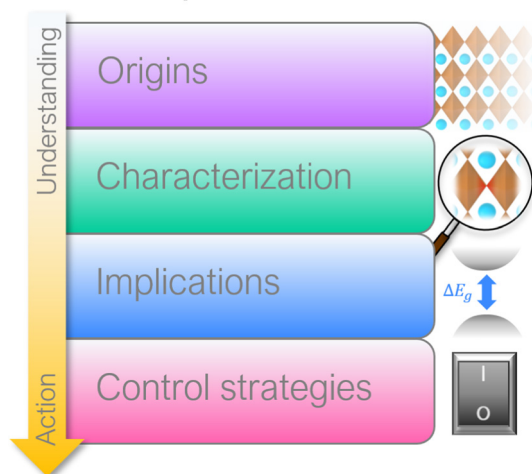 Understanding
Origins
Characterization
Implications
ΔE_g
Control strategies
Action
I
O